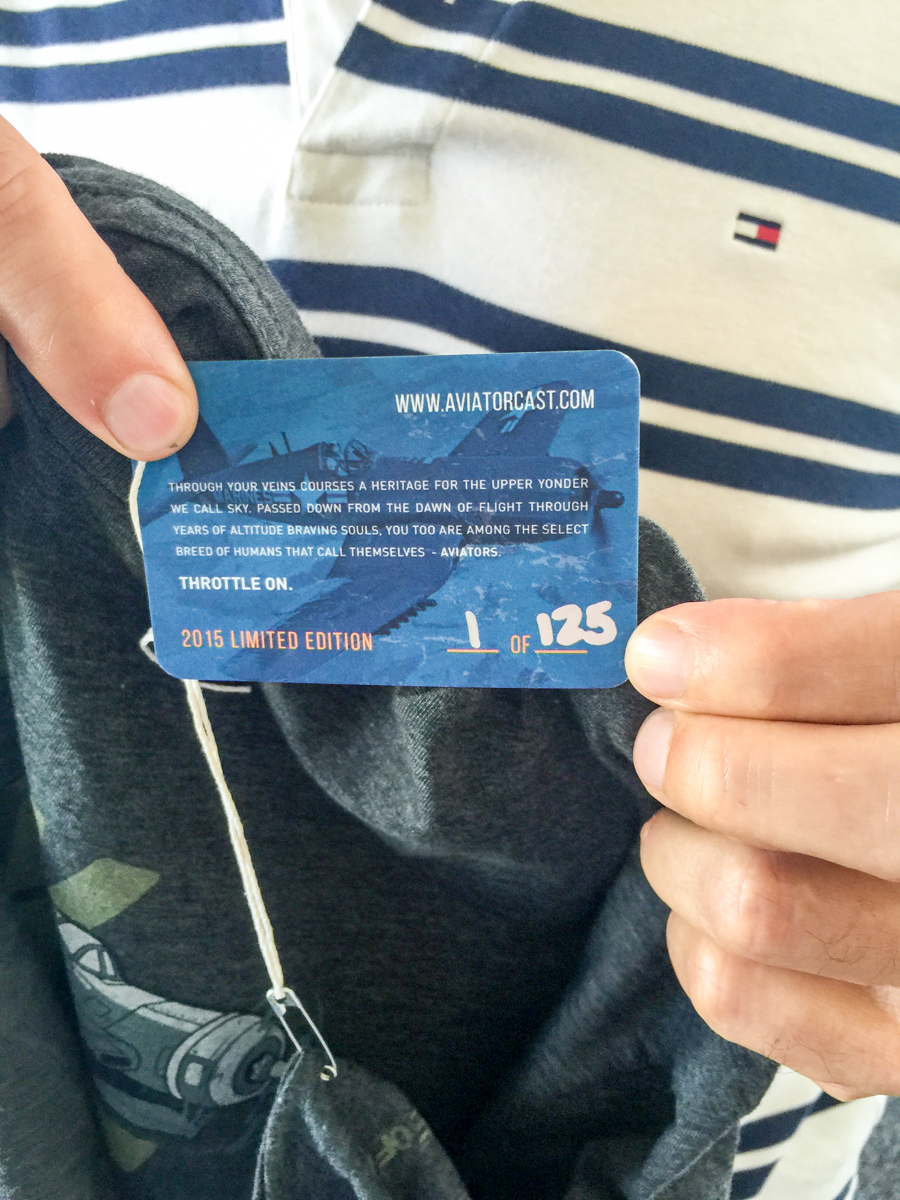 WWW.AVIATORCAST.COM
THROUGH YOUR VEINS COURSES A HERITAGE FOR THE UPPER YONDER
WE CALL SKY. PASSED DOWN FROM THE DAWN OF FLIGHT THROUGH
YEARS OF ALTITUDE BRAVING SOULS, YOU TOO ARE AMONG THE SELECT
BREED OF HUMANS THAT CALL THEMSELVES - AVIATORS.
THROTTLE ON.
2015 LIMITED EDITION 1 OF 125